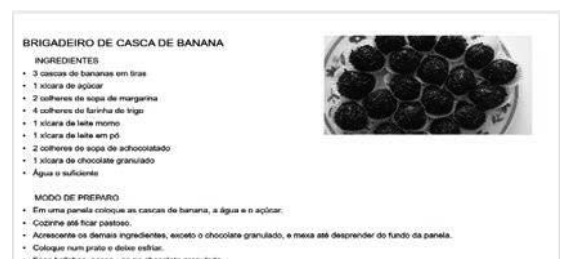 BRIGADEIRO DE CASCA DE BANANA
INGREDIENTES
• 3 cascas de bananas em tiras
• 1 xícara de açúcar
• 2 colheres de sopa de margarina
• 4 colheres de farinha de trigo
• 1 xícara de leite morno
• 1 xícara de leite em pó
• 2 colheres de sopa de achocolatado
• 1 xícara de chocolate granulado
• Água o suficiente
MODO DE PREPARO
• Em uma panela coloque as cascas de banana, a água e o açúcar.
• Cozinhe até ficar pastoso.
• Acrescente os demais ingredientes, exceto o chocolate granulado, e mexa até desprender do fundo da panela.
• Coloque num prato e deixe esfriar.